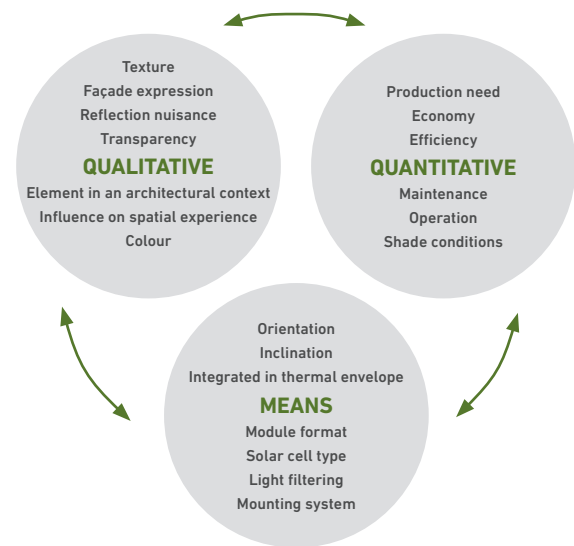 Texture
Façade expression
Reflection nuisance
Transparency
QUALITATIVE
Element in an architectural context
Influence on spatial experience
Colour
Production need
Economy
Efficiency
QUANTITATIVE
Maintenance
Operation
Shade conditions
Orientation
Inclination
Integrated in thermal envelope
MEANS
Module format
Solar cell type
Light filtering
Mounting system